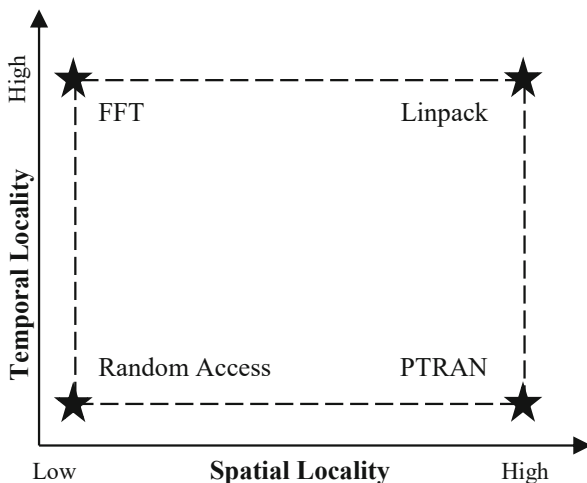 High
FFT
Linpack
Temporal Locality
Random Access
PTRAN
Low
Spatial Locality
High